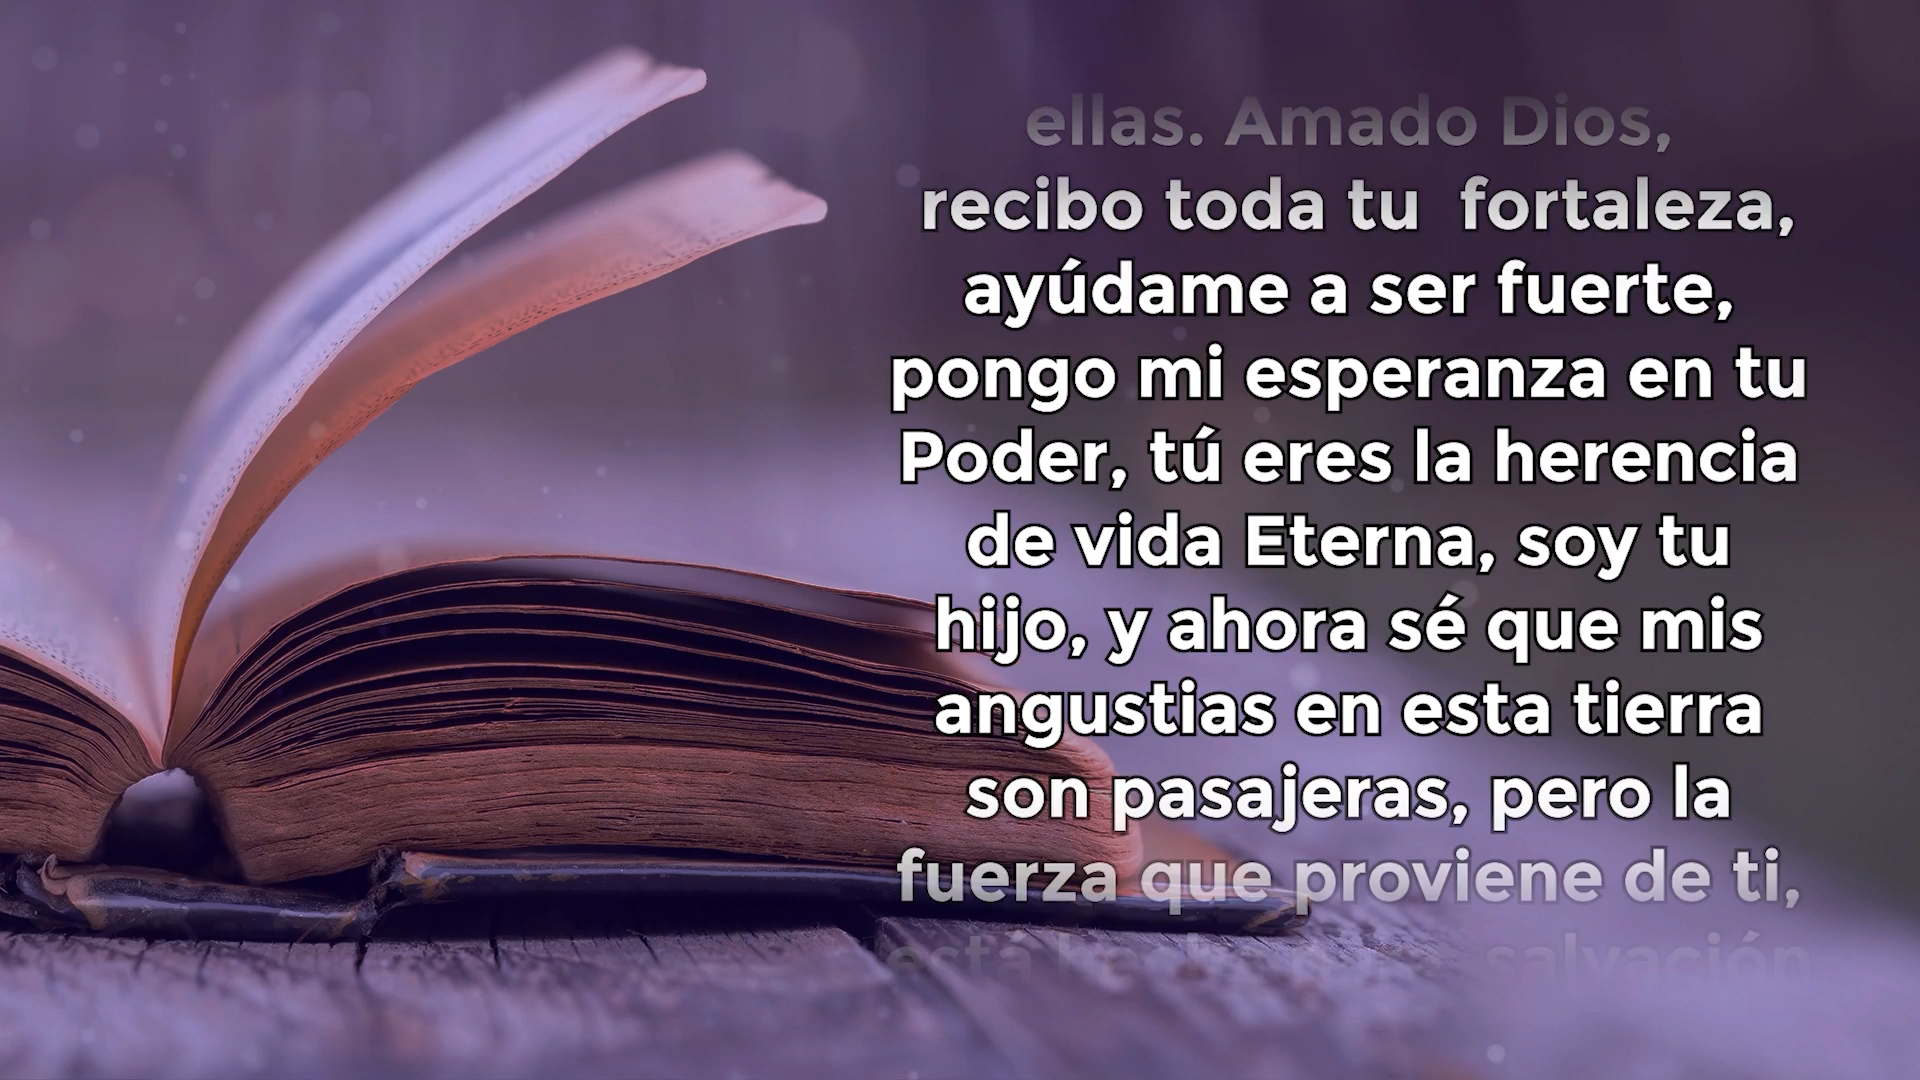 ellas. Amado Dios,
recibo toda tu fortaleza,
ayúdame a ser fuerte,
pongo mi esperanza en tu
Poder, tú eres la herencia
de vida Eterna, soy tu
hijo, y ahora sé que mis
angustias en esta tierra
son pasajeras, pero la
fuerza que proviene de ti,
está salvación